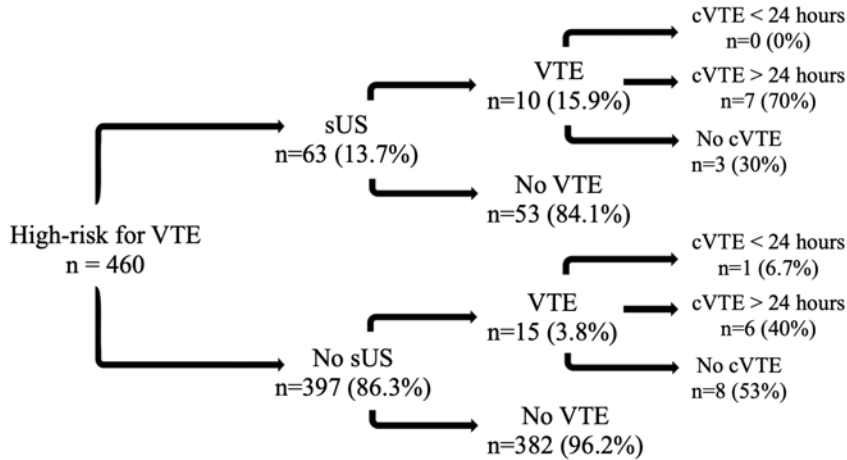 High-risk for VTE
n = 460
sUS
n=63 (13.7%)
VTE
n=10 (15.9%)
cVTE < 24 hours
n=0 (0%)
cVTE > 24 hours
n=7 (70%)
No cVTE
n=3 (30%)
No VTE
n=53 (84.1%)
No sUS
n=397 (86.3%)
VTE
n=15 (3.8%)
cVTE < 24 hours
n=1 (6.7%)
cVTE > 24 hours
n=6 (40%)
No cVTE
n=8 (53%)
No VTE
n=382 (96.2%)